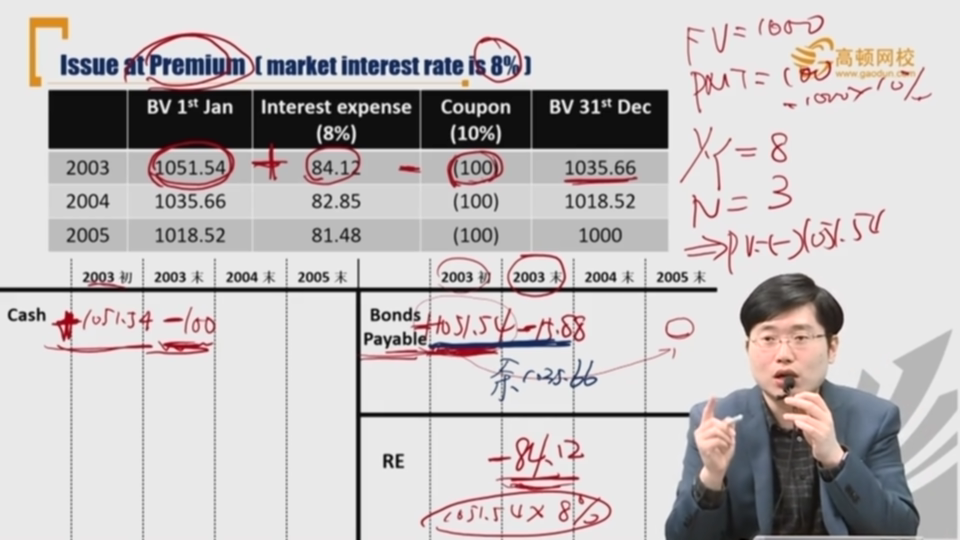 Issue at Premium ( market interest rate is 8% )
FV = 1000
高顿网校
www.gaodun.com
PMT = 100
= 1000 × 10%
I/Y = 8
N = 3
⇒ PV = (-)1051.54
BV 1st Jan Interest expense (8%) Coupon (10%) BV 31st Dec
2003 1051.54 + 84.12 - (100) 1035.66
2004 1035.66 82.85 (100) 1018.52
2005 1018.52 81.48 (100) 1000
2003 初 2003 末 2004 末 2005 末 2003 初 2003 末 2004 末 2005 末
Cash +1051.54 -100
Bonds Payable +1051.54 -15.88
余 1035.66
RE
-84.12
1051.54 × 8%